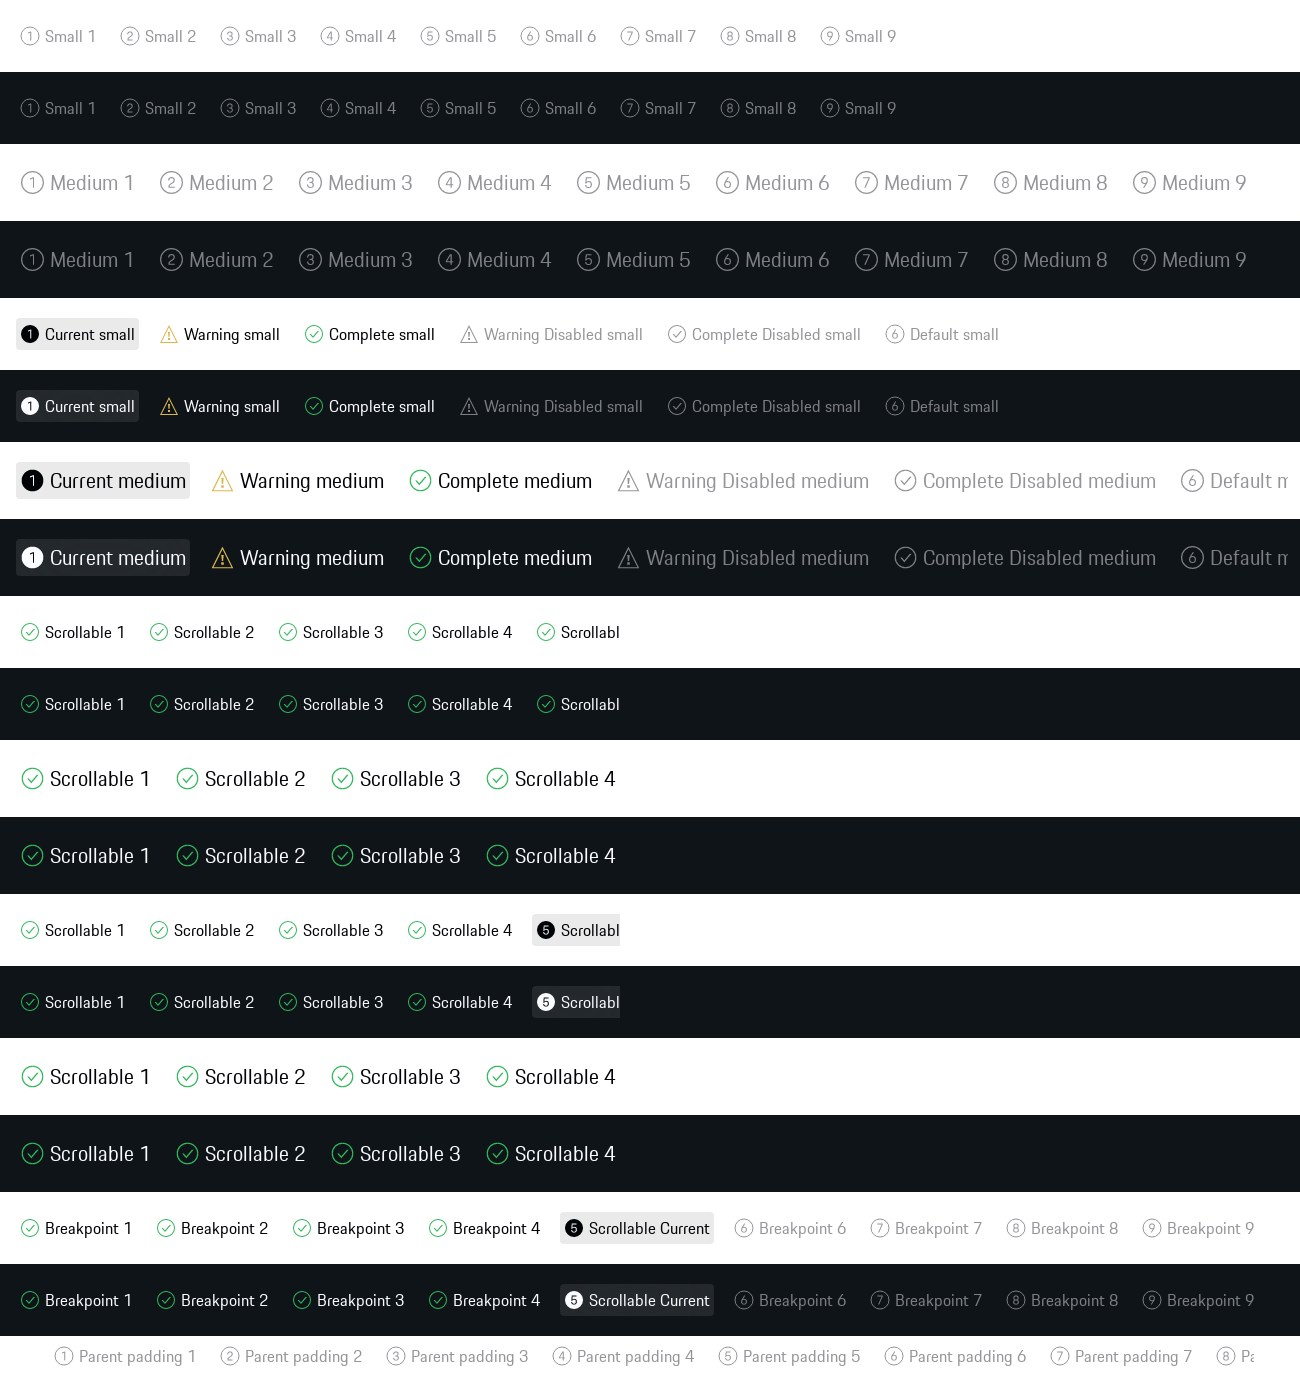 1 Small 1 2 Small 2 3 Small 3 4 Small 4 5 Small 5 6 Small 6 7 Small 7 8 Small 8 9 Small 9
1 Small 1 2 Small 2 3 Small 3 4 Small 4 5 Small 5 6 Small 6 7 Small 7 8 Small 8 9 Small 9
1 Medium 1 2 Medium 2 3 Medium 3 4 Medium 4 5 Medium 5 6 Medium 6 7 Medium 7 8 Medium 8 9 Medium 9
1 Medium 1 2 Medium 2 3 Medium 3 4 Medium 4 5 Medium 5 6 Medium 6 7 Medium 7 8 Medium 8 9 Medium 9
1 Current small Warning small Complete small Warning Disabled small Complete Disabled small 6 Default small
1 Current small Warning small Complete small Warning Disabled small Complete Disabled small 6 Default small
1 Current medium Warning medium Complete medium Warning Disabled medium Complete Disabled medium 6 Default m
1 Current medium Warning medium Complete medium Warning Disabled medium Complete Disabled medium 6 Default m
Scrollable 1 Scrollable 2 Scrollable 3 Scrollable 4 Scrollabl
Scrollable 1 Scrollable 2 Scrollable 3 Scrollable 4 Scrollabl
Scrollable 1 Scrollable 2 Scrollable 3 Scrollable 4
Scrollable 1 Scrollable 2 Scrollable 3 Scrollable 4
Scrollable 1 Scrollable 2 Scrollable 3 Scrollable 4 5 Scrollabl
Scrollable 1 Scrollable 2 Scrollable 3 Scrollable 4 5 Scrollabl
Scrollable 1 Scrollable 2 Scrollable 3 Scrollable 4
Scrollable 1 Scrollable 2 Scrollable 3 Scrollable 4
Breakpoint 1 Breakpoint 2 Breakpoint 3 Breakpoint 4 5 Scrollable Current 6 Breakpoint 6 7 Breakpoint 7 8 Breakpoint 8 9 Breakpoint 9
Breakpoint 1 Breakpoint 2 Breakpoint 3 Breakpoint 4 5 Scrollable Current 6 Breakpoint 6 7 Breakpoint 7 8 Breakpoint 8 9 Breakpoint 9
1 Parent padding 1 2 Parent padding 2 3 Parent padding 3 4 Parent padding 4 5 Parent padding 5 6 Parent padding 6 7 Parent padding 7 8 Pa